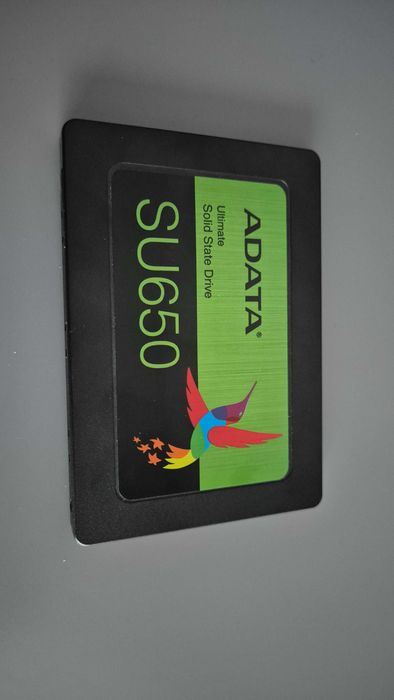 ADATA®
Ultimate
Solid State Drive
SU650